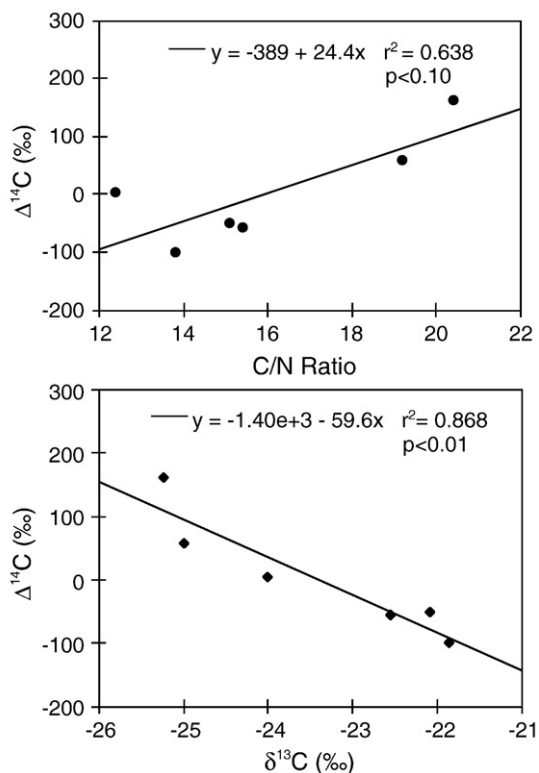 300
200
100
0
-100
-200
Δ¹⁴C (‰)
y = -389 + 24.4x r² = 0.638
p<0.10
12 14 16 18 20 22
C/N Ratio
300
200
100
0
-100
-200
Δ¹⁴C (‰)
y = -1.40e+3 - 59.6x r²= 0.868
p<0.01
-26 -25 -24 -23 -22 -21
δ¹³C (‰)